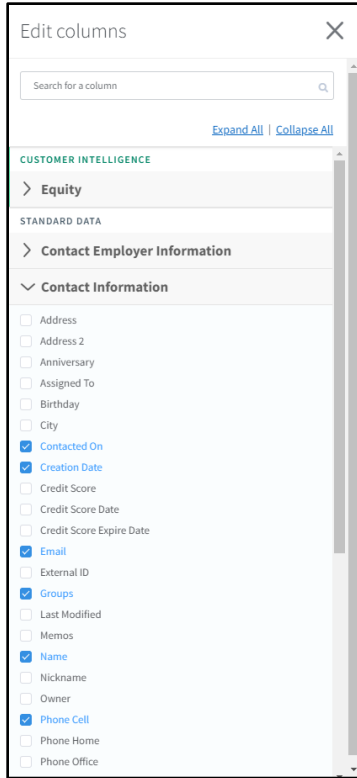 Edit columns
Search for a column
Expand All | Collapse All
CUSTOMER INTELLIGENCE
Equity
STANDARD DATA
Contact Employer Information
Contact Information
Address
Address 2
Anniversary
Assigned To
Birthday
City
Contacted On
Creation Date
Credit Score
Credit Score Date
Credit Score Expire Date
Email
External ID
Groups
Last Modified
Memos
Name
Nickname
Owner
Phone Cell
Phone Home
Phone Office